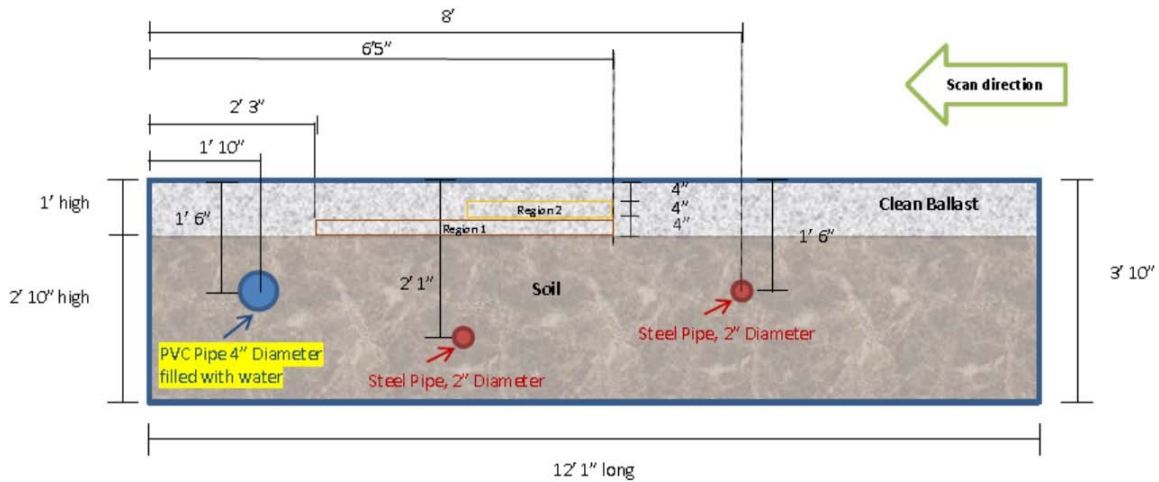 8'
6'5"
Scan direction
2' 3"
1' 10"
1' high
1' 6"
4"
4"
4"
Clean Ballast
Region 2
Region 1
1' 6"
2' 1"
3' 10"
2' 10" high
Soil
Steel Pipe, 2" Diameter
PVC Pipe 4" Diameter
filled with water
Steel Pipe, 2" Diameter
12' 1" long